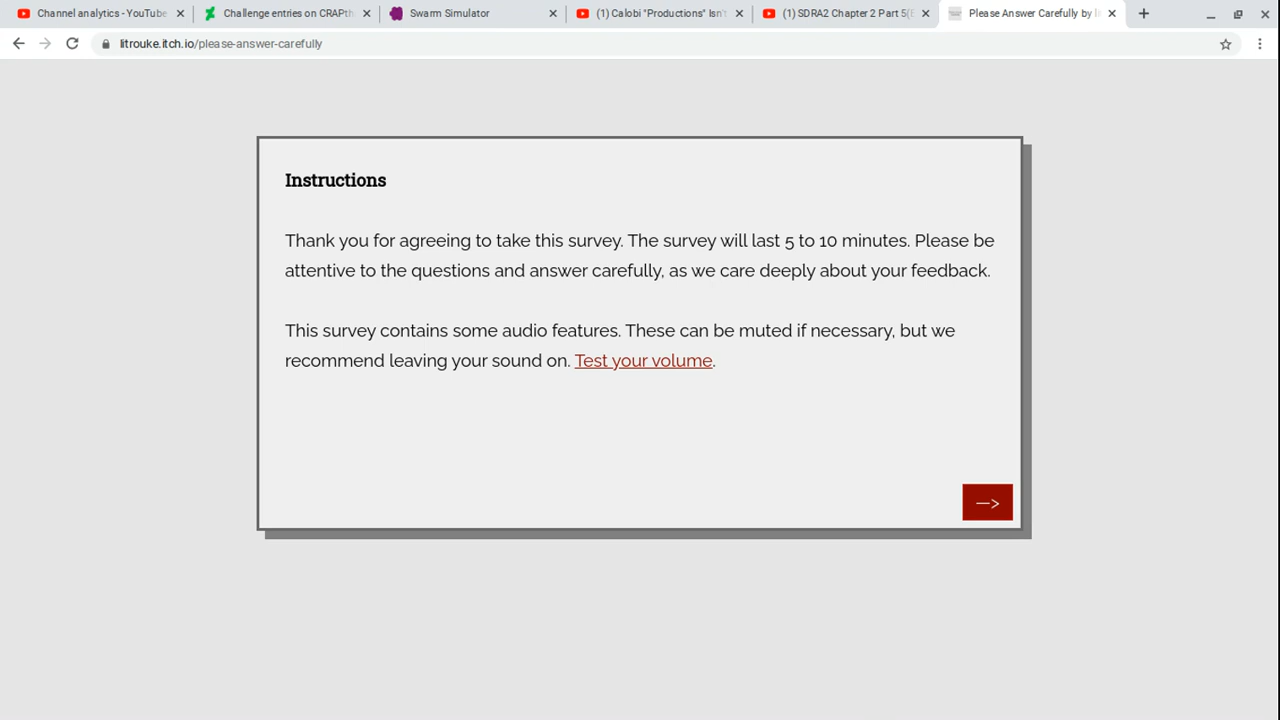 Channel analytics - YouTube
Challenge entries on CRAPth
Swarm Simulator
(1) Calobi "Productions" Isn't
(1) SDRA2 Chapter 2 Part 5(E
Please Answer Carefully by li
litrouke.itch.io/please-answer-carefully
Instructions
Thank you for agreeing to take this survey. The survey will last 5 to 10 minutes. Please be
attentive to the questions and answer carefully, as we care deeply about your feedback.
This survey contains some audio features. These can be muted if necessary, but we
recommend leaving your sound on. Test your volume.
—>